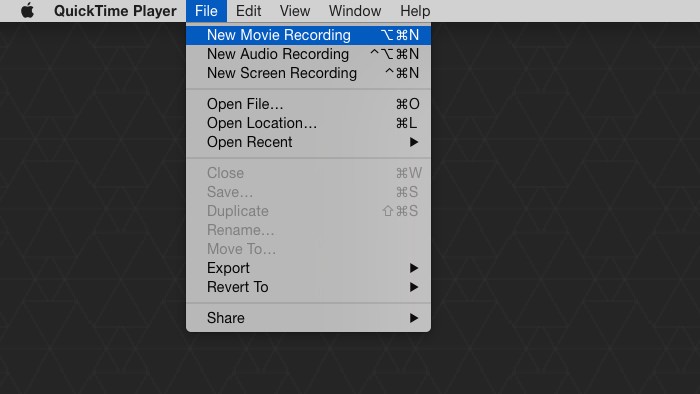 QuickTime Player File Edit View Window Help
New Movie Recording ⌥⌘N
New Audio Recording ^⌥⌘N
New Screen Recording ^⌘N
Open File… ⌘O
Open Location… ⌘L
Open Recent ▶
Close ⌘W
Save… ⌘S
Duplicate ⇧⌘S
Rename…
Move To…
Export ▶
Revert To ▶
Share ▶